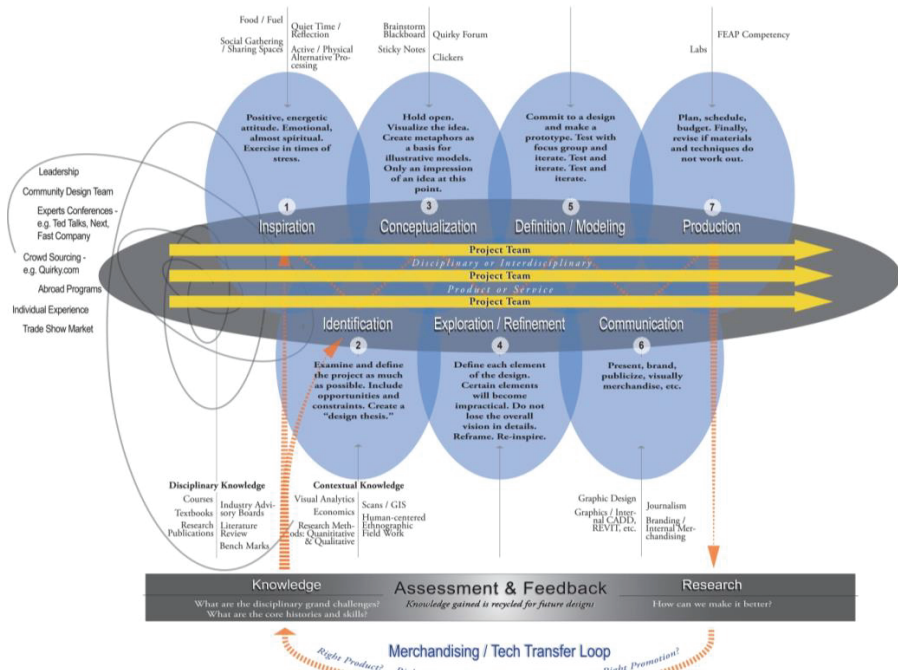 Food / Fuel
Social Gathering
/ Sharing Spaces
Quiet Time /
Reflection
Active / Physical
Alternative Pro-
cessing
Brainstorm
Blackboard
Sticky Notes
Quirky Forum
Clickers
Labs
FEAP Competency
Positive, energetic
attitude. Emotional,
almost spiritual.
Exercise in times of
stress.
1
Inspiration
Hold open.
Visualize the idea.
Create metaphors as
a basis for
illustrative models.
Only an impression
of an idea at this
point.
3
Conceptualization
Commit to a design
and make a
prototype. Test with
focus group and
iterate. Test and
iterate. Test and
iterate.
5
Definition / Modeling
Plan, schedule,
budget. Finally,
revise if materials
and techniques do
not work out.
7
Production
Leadership
Community Design Team
Experts Conferences -
e.g. Ted Talks, Next,
Fast Company
Crowd Sourcing -
e.g. Quirky.com
Abroad Programs
Individual Experience
Trade Show Market
Project Team
Disciplinary or Interdisciplinary
Project Team
Product or Service
Project Team
Identification
2
Examine and define
the project as much
as possible. Include
opportunities and
constraints. Create a
"design thesis."
Exploration / Refinement
4
Define each element
of the design.
Certain elements
will become
impractical. Do not
lose the overall
vision in details.
Reframe. Re-inspire.
Communication
6
Present, brand,
publicize, visually
merchandise, etc.
Disciplinary Knowledge
Courses
Textbooks
Research
Publications
Industry Advi-
sory Boards
Literature
Review
Bench Marks
Contextual Knowledge
Visual Analytics
Economics
Research Meth-
ods: Quanititative
& Qualitative
Scans / GIS
Human-centered
Ethnographic
Field Work
Graphic Design
Graphics / Inter-
nal CADD,
REVIT, etc.
Journalism
Branding /
Internal Mer-
chandising
Knowledge
What are the disciplinary grand challenges?
What are the core histories and skills?
Assessment & Feedback
Knowledge gained is recycled for future designs
Research
How can we make it better?
Merchandising / Tech Transfer Loop
Right Product?
Right Promotion?